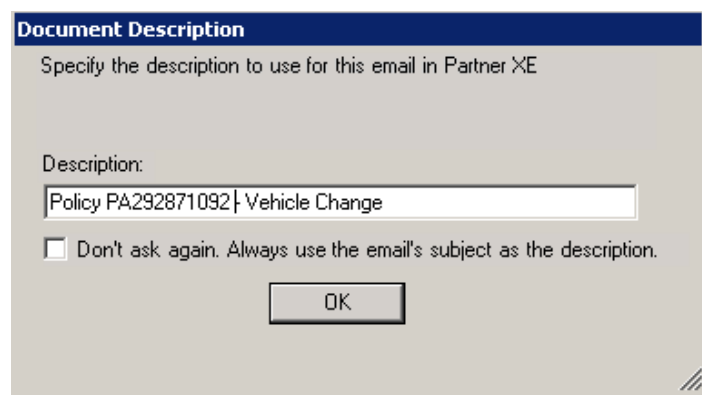 Document Description
Specify the description to use for this email in Partner XE
Description:
Policy PA292871092- Vehicle Change
Don't ask again. Always use the email's subject as the description.
OK